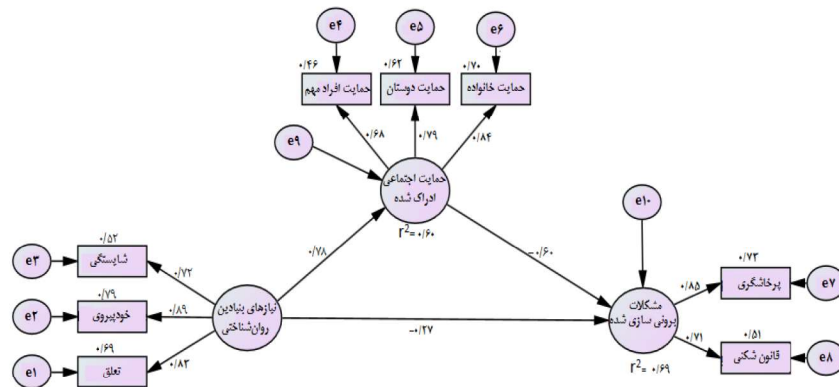 e۴
e۵
e۶
۰/۴۶
۰/۶۲
۰/۷۰
حمایت افراد مهم
حمایت دوستان
حمایت خانواده
۰/۶۸
۰/۷۹
۰/۸۴
e۹
حمایت اجتماعی
ادراک شده
r²= ۰/۶۰
e۱۰
۰/۵۲
e۳
شایستگی
۰/۷۲
۰/۷۸
-۰/۶۰
۰/۷۳
پرخاشگری
e۷
۰/۸۵
۰/۷۹
e۲
خودپیروی
۰/۸۹
نیازهای بنیادین
روان‌شناختی
-۰/۲۷
مشکلات
برونی سازی شده
۰/۷۱
۰/۵۱
قانون شکنی
e۸
۰/۶۹
e۱
تعلق
۰/۸۳
r²= ۰/۶۹